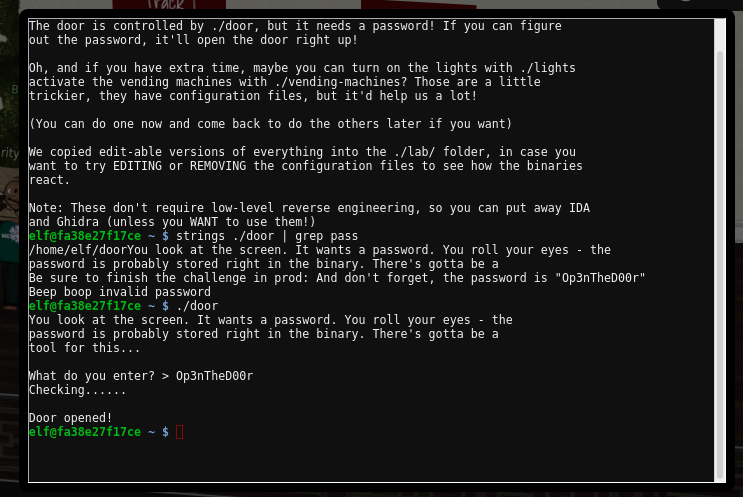 Track 1
The door is controlled by ./door, but it needs a password! If you can figure
out the password, it'll open the door right up!
Oh, and if you have extra time, maybe you can turn on the lights with ./lights
activate the vending machines with ./vending-machines? Those are a little
trickier, they have configuration files, but it'd help us a lot!
(You can do one now and come back to do the others later if you want)
We copied edit-able versions of everything into the ./lab/ folder, in case you
want to try EDITING or REMOVING the configuration files to see how the binaries
react.
Note: These don't require low-level reverse engineering, so you can put away IDA
and Ghidra (unless you WANT to use them!)
elf@fa38e27f17ce ~ $ strings ./door | grep pass
/home/elf/doorYou look at the screen. It wants a password. You roll your eyes - the
password is probably stored right in the binary. There's gotta be a
Be sure to finish the challenge in prod: And don't forget, the password is "Op3nTheD00r"
Beep boop invalid password
elf@fa38e27f17ce ~ $ ./door
You look at the screen. It wants a password. You roll your eyes - the
password is probably stored right in the binary. There's gotta be a
tool for this...
What do you enter? > Op3nTheD00r
Checking......
Door opened!
elf@fa38e27f17ce ~ $